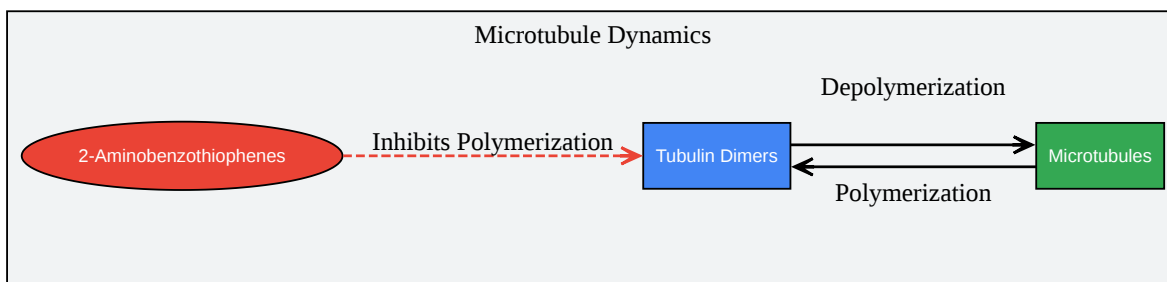 Microtubule Dynamics
Depolymerization
2-Aminobenzothiophenes
Inhibits Polymerization
Tubulin Dimers
Microtubules
Polymerization